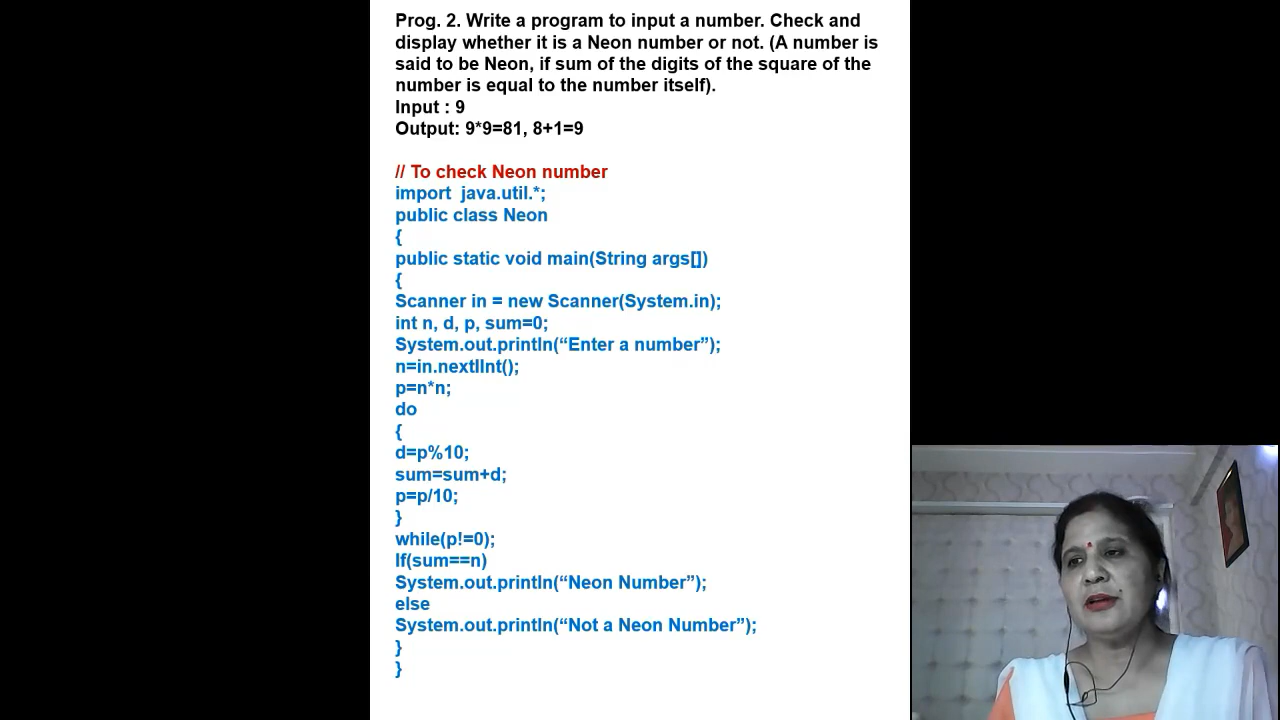 Prog. 2. Write a program to input a number. Check and
display whether it is a Neon number or not. (A number is
said to be Neon, if sum of the digits of the square of the
number is equal to the number itself).
Input : 9
Output: 9*9=81, 8+1=9
// To check Neon number
import  java.util.*;
public class Neon
{
public static void main(String args[])
{
Scanner in = new Scanner(System.in);
int n, d, p, sum=0;
System.out.println(“Enter a number”);
n=in.nextIInt();
p=n*n;
do
{
d=p%10;
sum=sum+d;
p=p/10;
}
while(p!=0);
If(sum==n)
System.out.println(“Neon Number”);
else
System.out.println(“Not a Neon Number”);
}
}